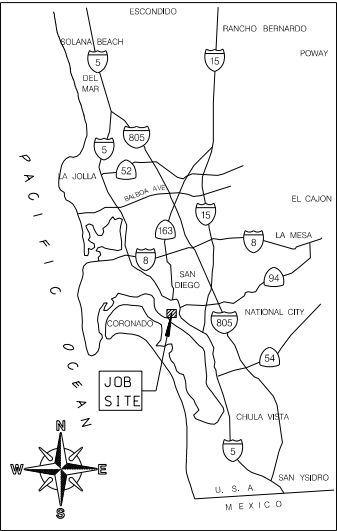 ESCONDIDO
RANCHO BERNARDO
SOLANA BEACH
POWAY
5
15
DEL
MAR
805
5
52
LA JOLLA
BALBOA AVE.
PACIFIC OCEAN
EL CAJON
15
163
LA MESA
8
8
SAN
DIEGO
94
NATIONAL CITY
CORONADO
805
54
JOB
SITE
CHULA VISTA
5
N
W
E
S
SAN YSIDRO
U. S. A.
MEXICO